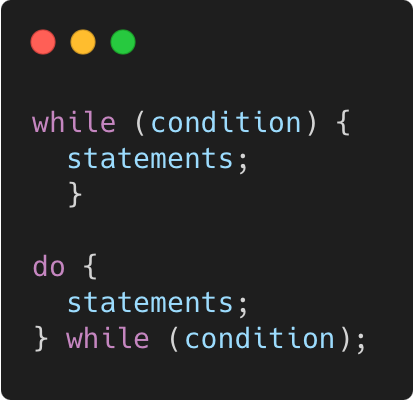 while (condition) {
  statements;
  }

do {
  statements;
} while (condition);